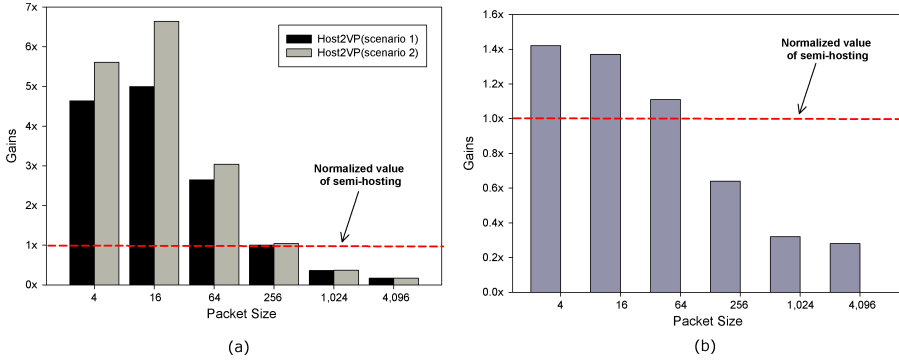 7x
6x
5x
4x
3x
2x
1x
0x
Gains
Host2VP(scenario 1)
Host2VP(scenario 2)
Normalized value
of semi-hosting
4 16 64 256 1,024 4,096
Packet Size
(a)
1.6x
1.4x
1.2x
1.0x
0.8x
0.6x
0.4x
0.2x
0.0x
Gains
Normalized value
of semi-hosting
4 16 64 256 1,024 4,096
Packet Size
(b)